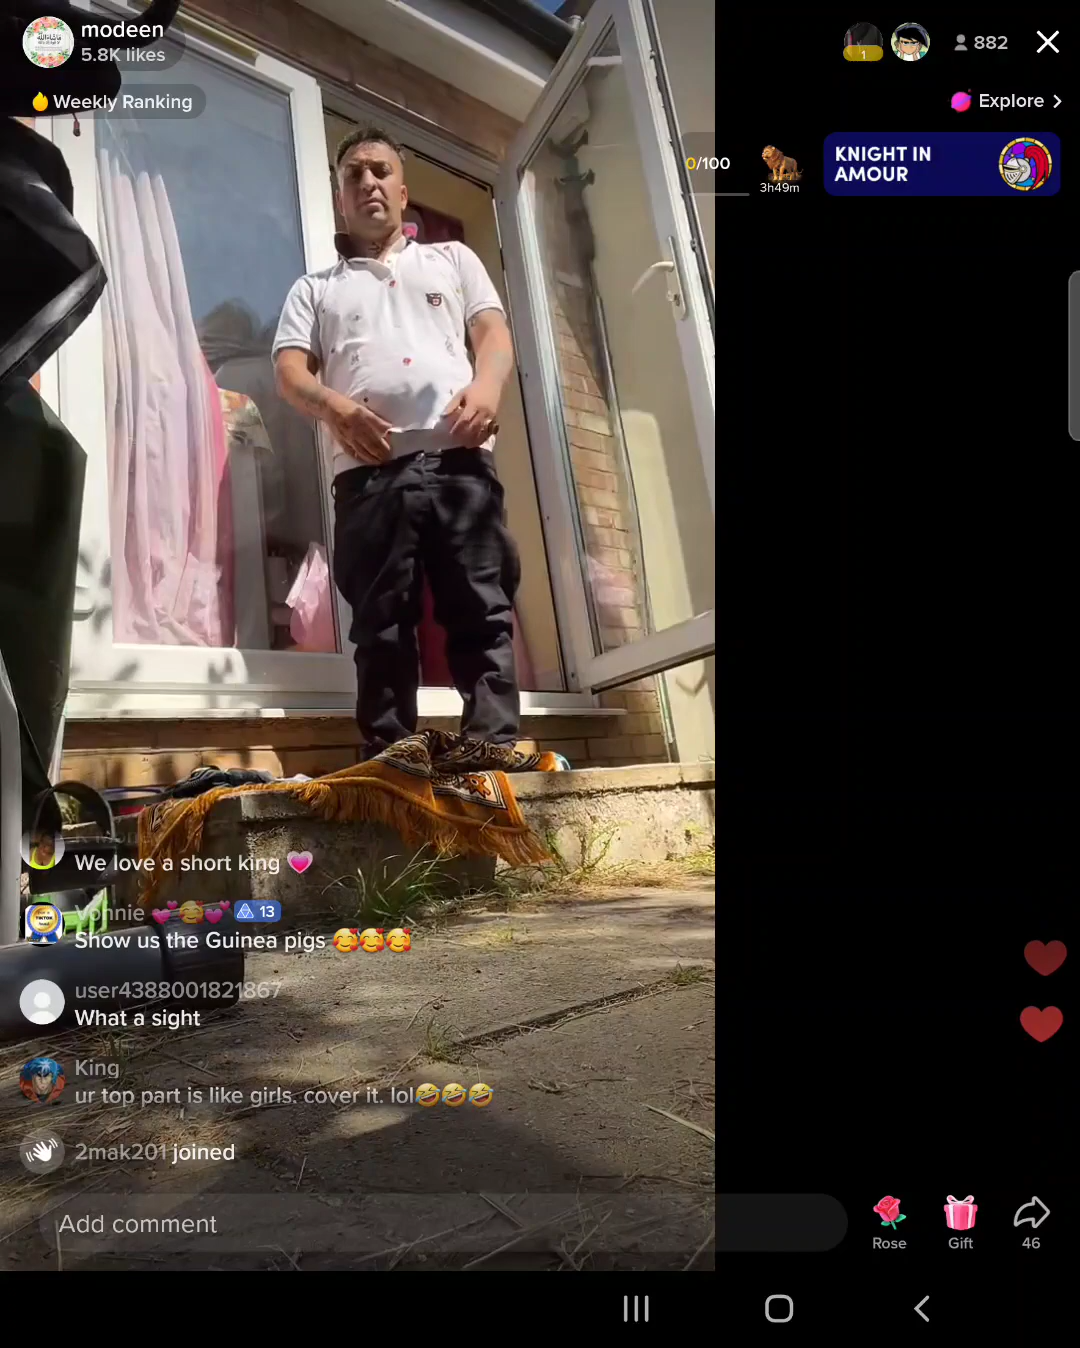 modeen
5.8K likes
882
1
Weekly Ranking
Explore
0/100
3h49m
KNIGHT IN
AMOUR
We love a short king 💗
Vonnie 💕🥰💕 13
Show us the Guinea pigs 🥰🥰🥰
user4388001821867
What a sight
King
ur top part is like girls. cover it. lol🤣🤣🤣
2mak201 joined
Add comment
Rose
Gift
46